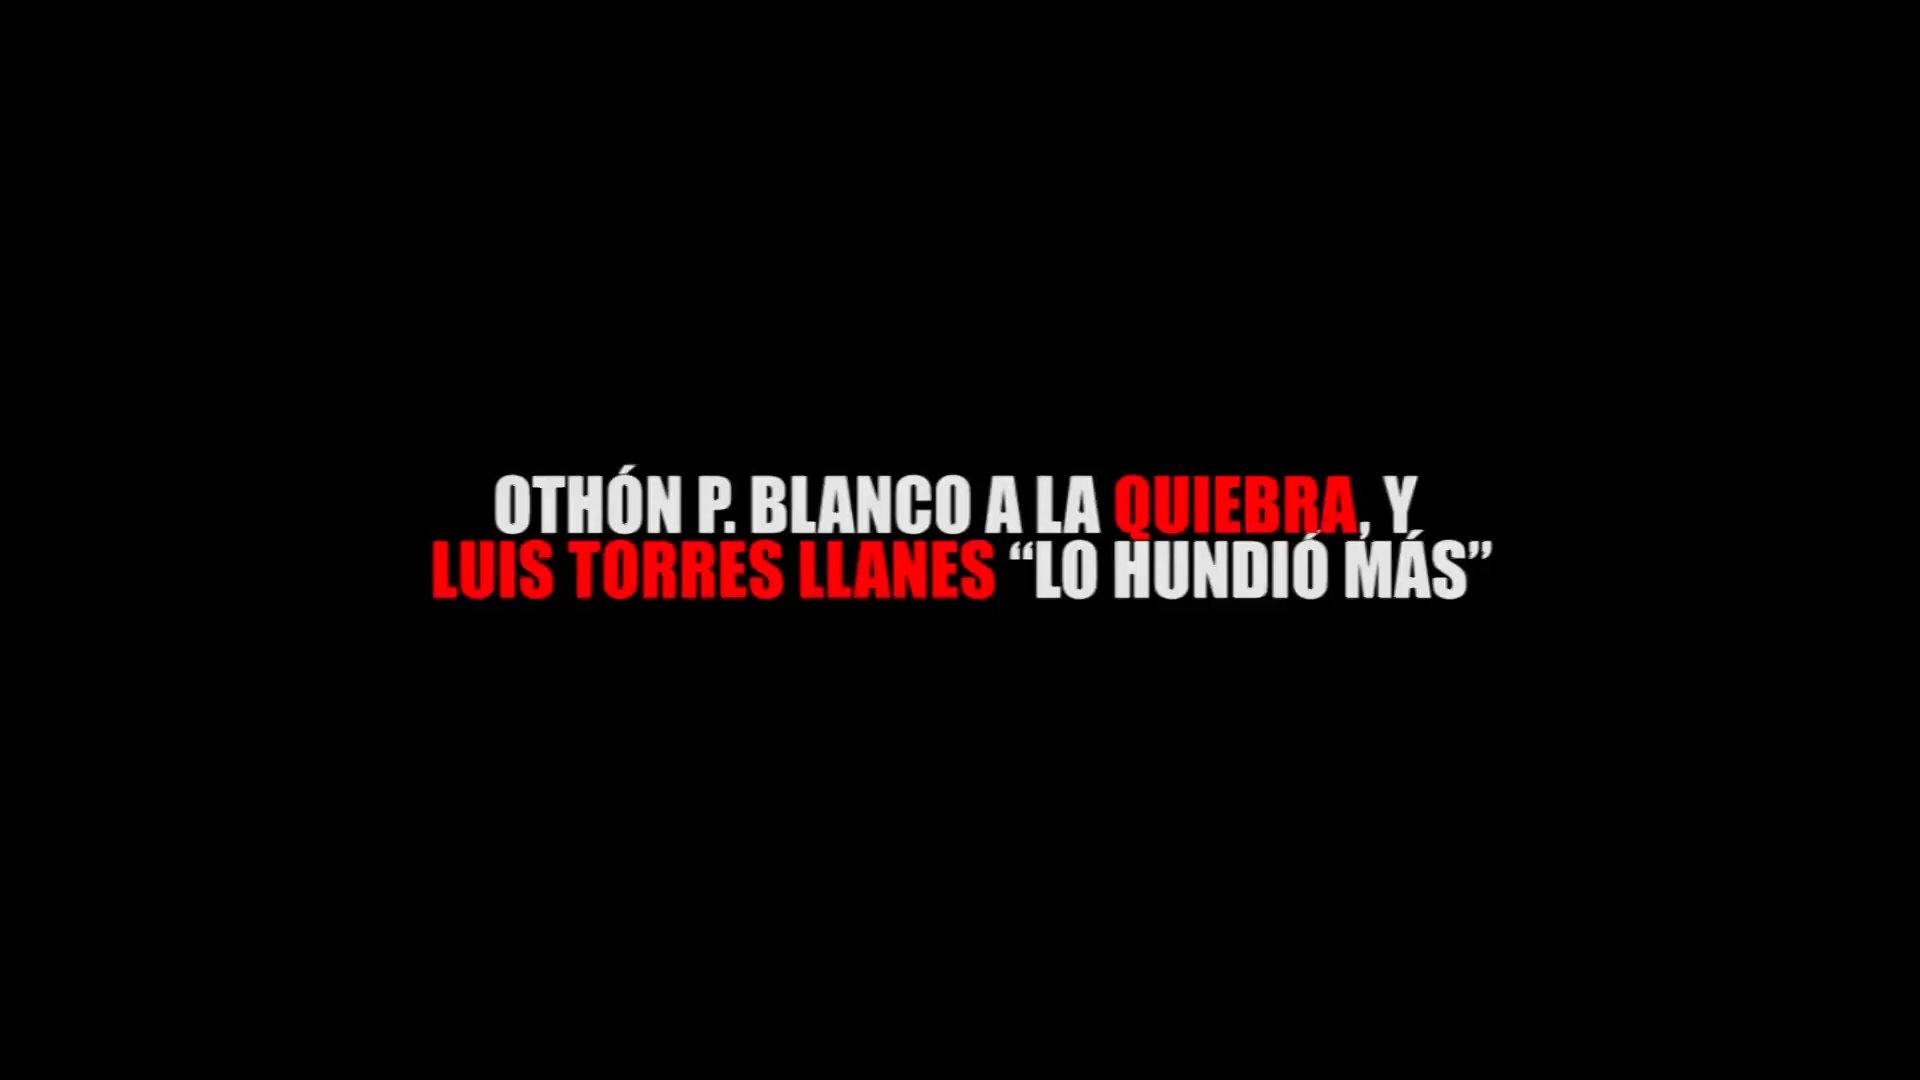 OTHÓN P. BLANCO A LA QUIEBRA, Y
LUIS TORRES LLANES “LO HUNDIÓ MÁS”